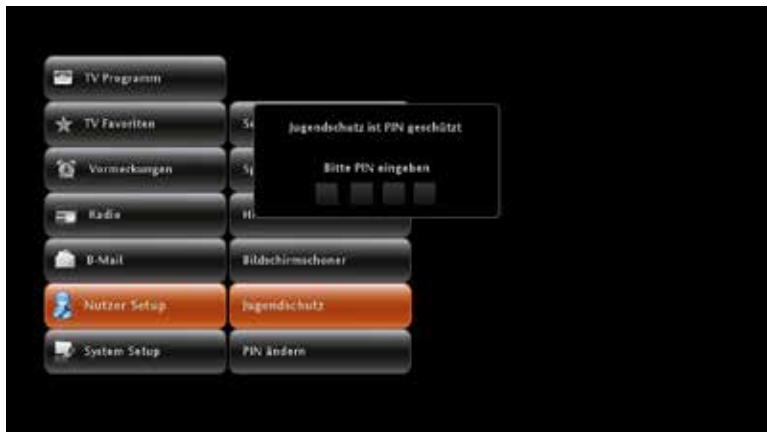 TV Programm
TV Favoriten
Vormerkungen
Radio
E-Mail
Nutzer Setup
System Setup
Jugendschutz ist PIN geschützt
Bitte PIN eingeben
Bildschirmschoner
Jugendschutz
PIN ändern